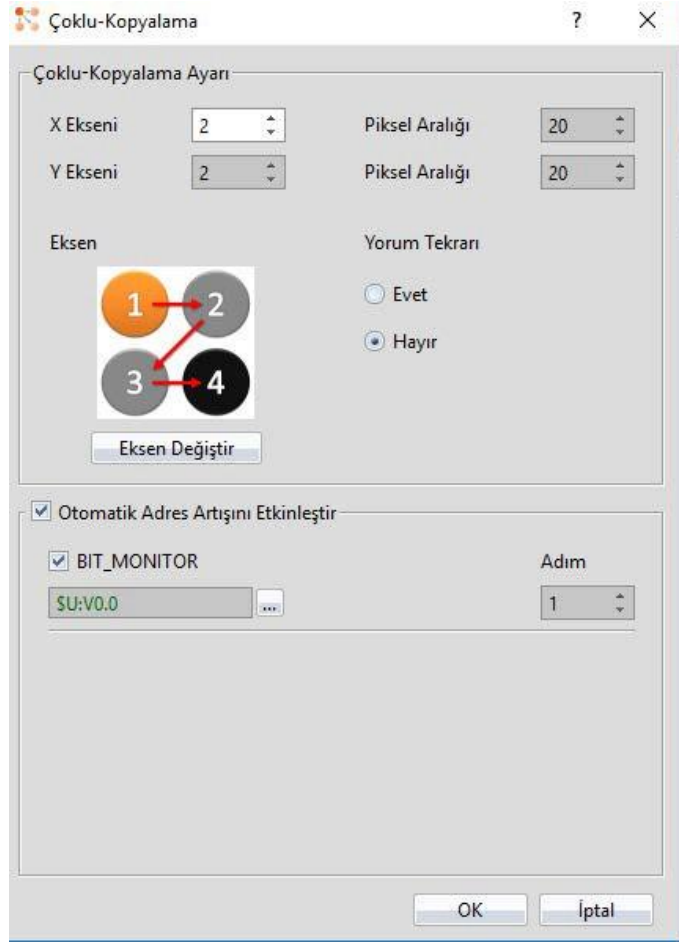 Çoklu-Kopyalama ?
Çoklu-Kopyalama Ayarı
X Ekseni 2 Piksel Aralığı 20
Y Ekseni 2 Piksel Aralığı 20
Eksen Yorum Tekrarı
1 2
Evet
Hayır
3 4
Eksen Değiştir
Otomatik Adres Artışını Etkinleştir
BIT_MONITOR Adım
$U:V0.0 ... 1
OK İptal